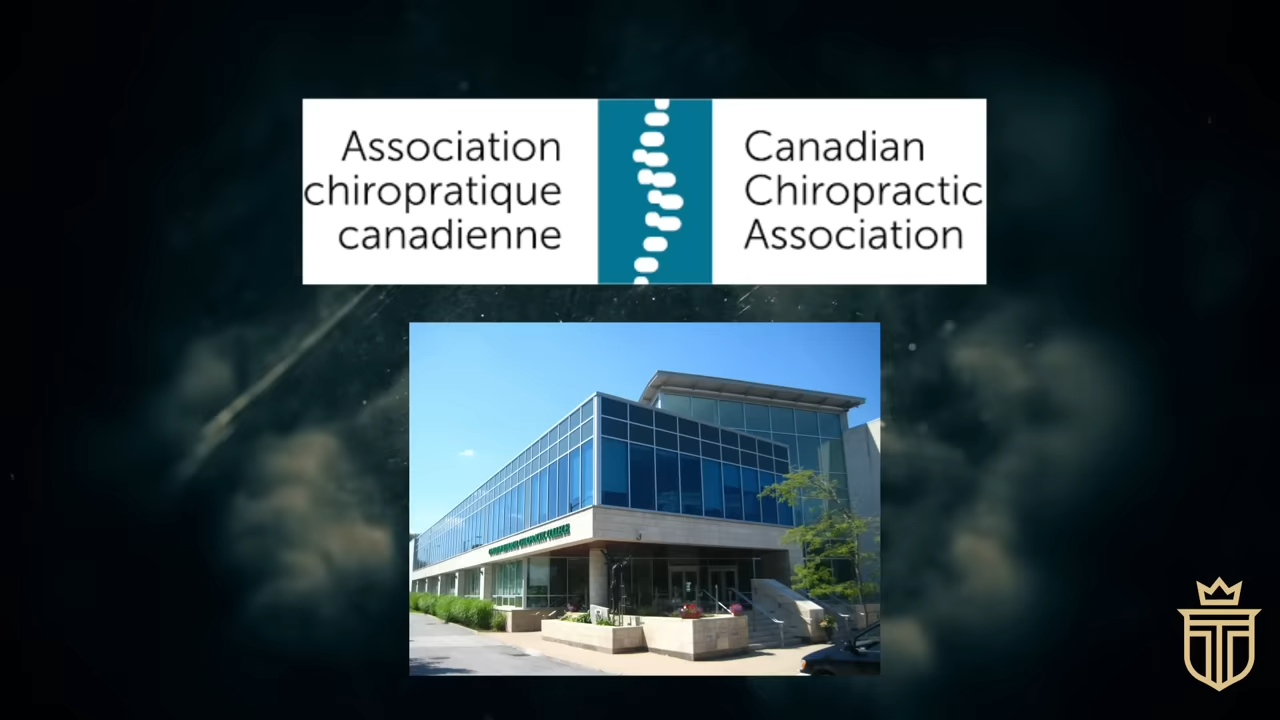 Association
chiropratique
canadienne
Canadian
Chiropractic
Association